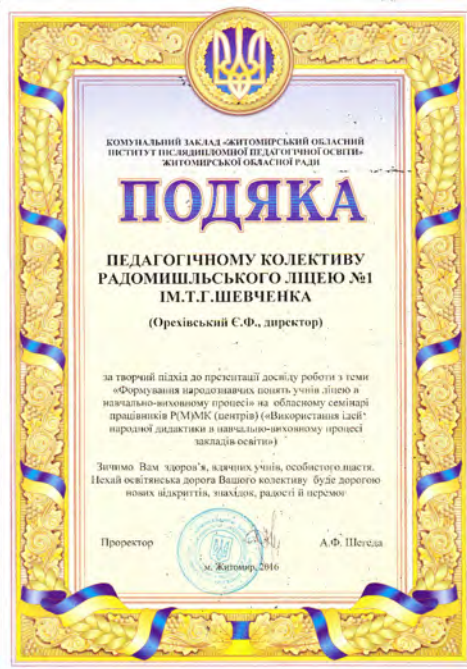 КОМУНАЛЬНИЙ ЗАКЛАД «ЖИТОМИРСЬКИЙ ОБЛАСНИЙ
ІНСТИТУТ ПІСЛЯДИПЛОМНОЇ ПЕДАГОГІЧНОЇ ОСВІТИ»
ЖИТОМИРСЬКОЇ ОБЛАСНОЇ РАДИ
ПОДЯКА
ПЕДАГОГІЧНОМУ КОЛЕКТИВУ
РАДОМИШЛЬСЬКОГО ЛІЦЕЮ №1
ІМ.Т.Г.ШЕВЧЕНКА
(Орехівський Є.Ф., директор)
за творчий підхід до презентації досвіду роботи з теми
«Формування народознавчих понять учнів ліцею в
навчально-виховному процесі» на обласному семінарі
працівників Р(М)МК (центрів) («Використання ідей
народної дидактики в навчально-виховному процесі
закладів освіти»)
Зичимо Вам здоров'я, вдячних учнів, особистого щастя.
Нехай освітянська дорога Вашого колективу буде дорогою
нових відкриттів, знахідок, радості й перемог
Проректор А.Ф. Шегеда
м. Житомир, 2016